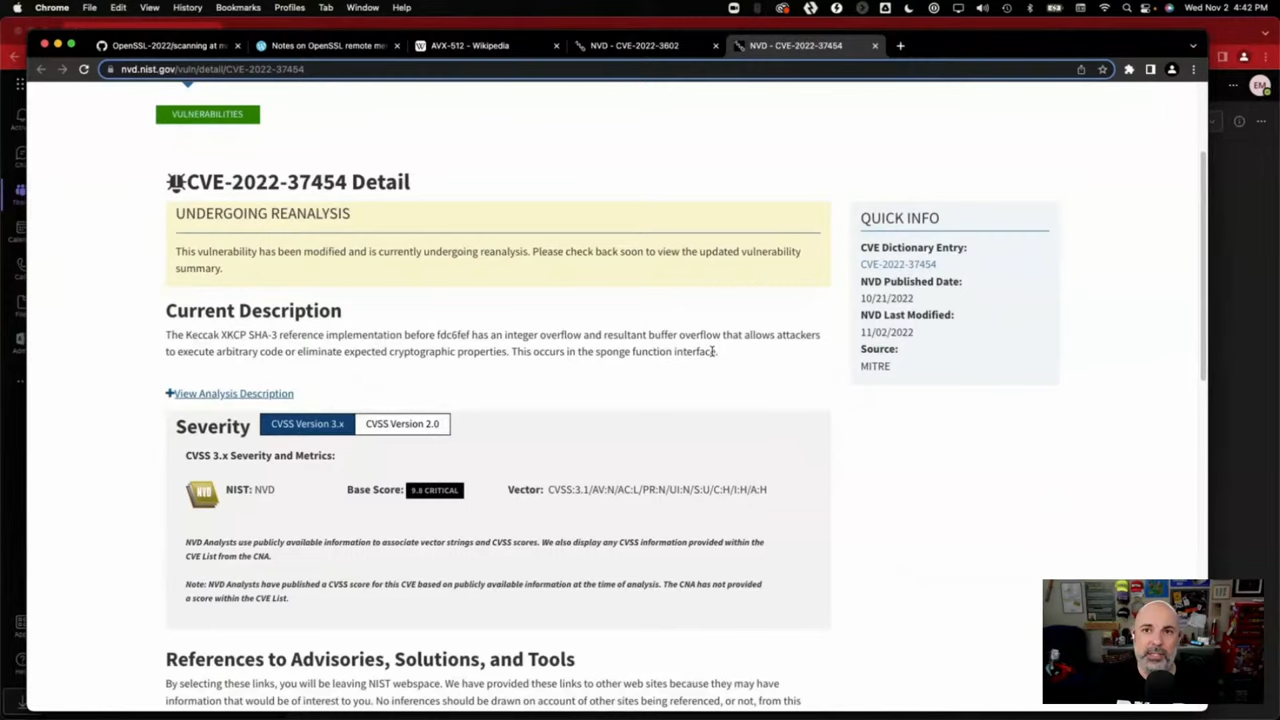 Chrome File Edit View History Bookmarks Profiles Tab Window Help
Wed Nov 2 4:42 PM
OpenSSL-2022/scanning at m
Notes on OpenSSL remote me
AVX-512 - Wikipedia
NVD - CVE-2022-3602
NVD - CVE-2022-37454
nvd.nist.gov/vuln/detail/CVE-2022-37454
EM
VULNERABILITIES
CVE-2022-37454 Detail
UNDERGOING REANALYSIS
This vulnerability has been modified and is currently undergoing reanalysis. Please check back soon to view the updated vulnerability
summary.
Current Description
The Keccak XKCP SHA-3 reference implementation before fdc6fef has an integer overflow and resultant buffer overflow that allows attackers
to execute arbitrary code or eliminate expected cryptographic properties. This occurs in the sponge function interface.
View Analysis Description
Severity
CVSS Version 3.x
CVSS Version 2.0
CVSS 3.x Severity and Metrics:
NVD
NIST: NVD
Base Score: 9.8 CRITICAL
Vector: CVSS:3.1/AV:N/AC:L/PR:N/UI:N/S:U/C:H/I:H/A:H
NVD Analysts use publicly available information to associate vector strings and CVSS scores. We also display any CVSS information provided within the
CVE List from the CNA.
Note: NVD Analysts have published a CVSS score for this CVE based on publicly available information at the time of analysis. The CNA has not provided
a score within the CVE List.
References to Advisories, Solutions, and Tools
By selecting these links, you will be leaving NIST webspace. We have provided these links to other web sites because they may have
information that would be of interest to you. No inferences should be drawn on account of other sites being referenced, or not, from this
QUICK INFO
CVE Dictionary Entry:
CVE-2022-37454
NVD Published Date:
10/21/2022
NVD Last Modified:
11/02/2022
Source:
MITRE